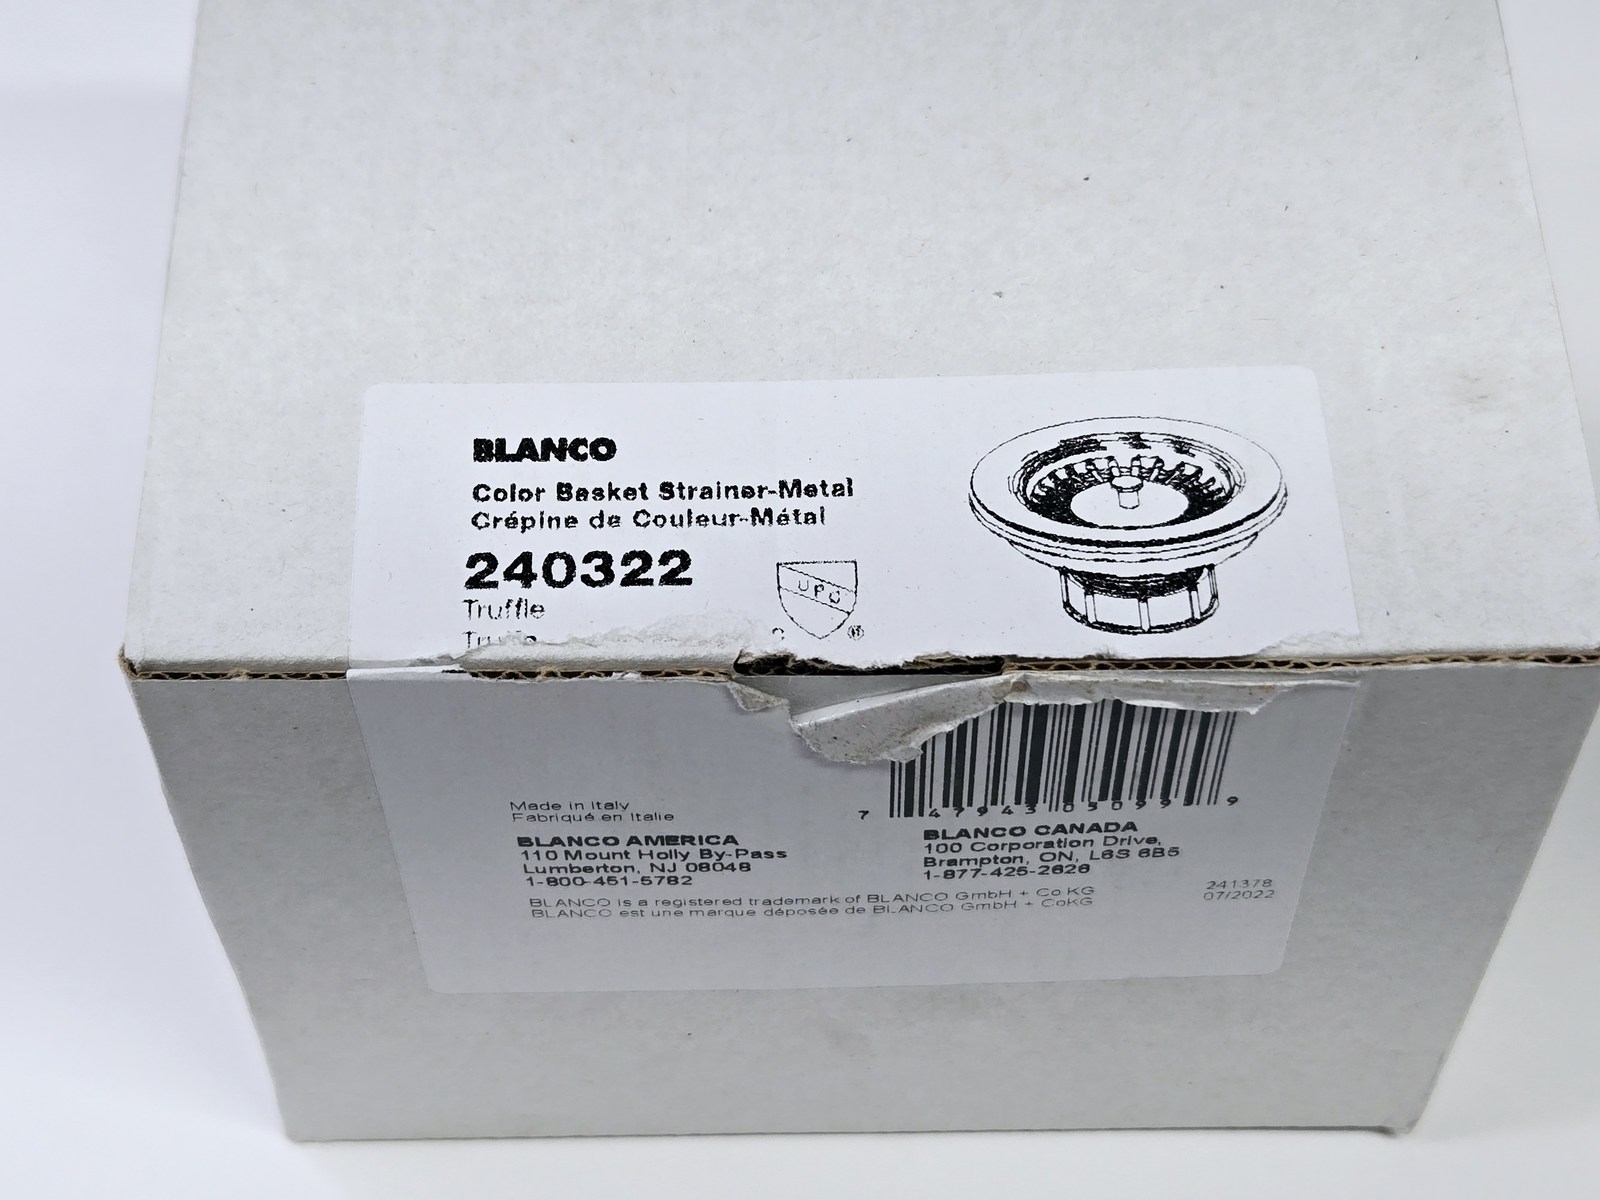 BLANCO
Color Basket Strainer-Metal
Crépine de Couleur-Métal
240322
Truffle
UPC
C ®
Made in Italy
Fabriqué en Italie
BLANCO AMERICA
110 Mount Holly By-Pass
Lumberton, NJ 08048
1-800-451-5782
7 47943 03099 9
BLANCO CANADA
100 Corporation Drive,
Brampton, ON, L6S 6B5
1-877-425-2626
BLANCO is a registered trademark of BLANCO GmbH + Co KG
BLANCO est une marque déposée de BLANCO GmbH + CoKG
241378
07/2022